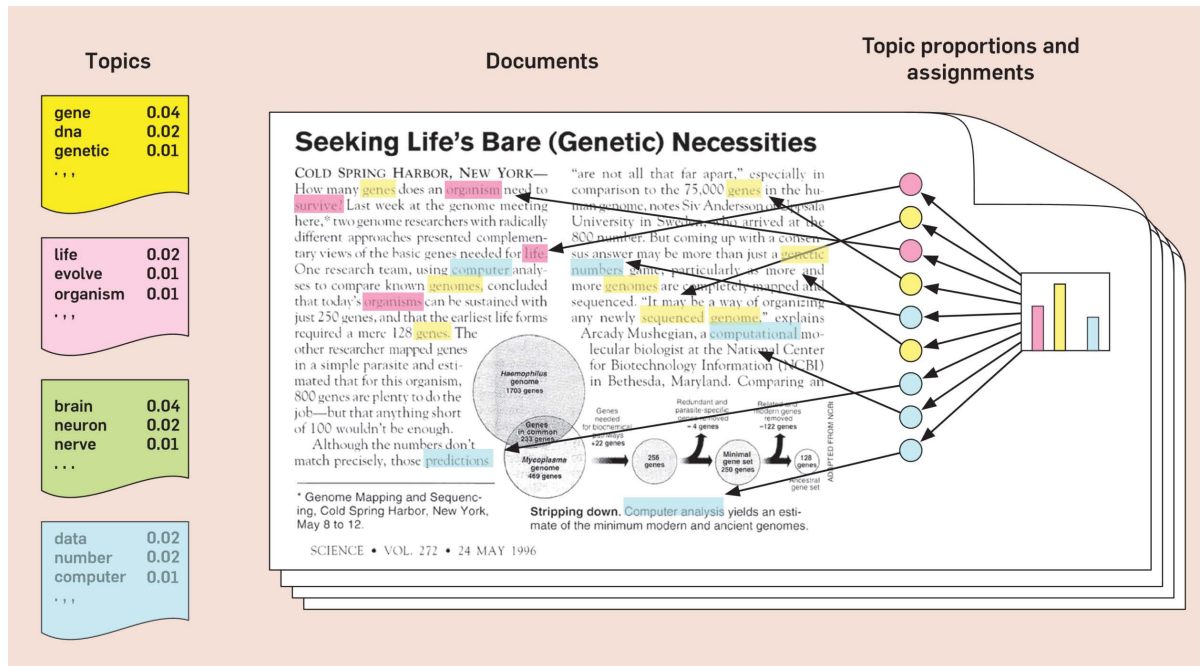 Topics
Documents
Topic proportions and
assignments
gene 0.04
dna 0.02
genetic 0.01
. , ,
life 0.02
evolve 0.01
organism 0.01
. , ,
brain 0.04
neuron 0.02
nerve 0.01
. . .
data 0.02
number 0.02
computer 0.01
. , ,
Seeking Life's Bare (Genetic) Necessities
COLD SPRING HARBOR, NEW YORK—
How many genes does an organism need to
survive? Last week at the genome meeting
here,* two genome researchers with radically
different approaches presented complemen-
tary views of the basic genes needed for life.
One research team, using computer analy-
ses to compare known genomes, concluded
that today's organisms can be sustained with
just 250 genes, and that the earliest life forms
required a mere 128 genes. The
other researcher mapped genes
in a simple parasite and esti-
mated that for this organism,
800 genes are plenty to do the
job—but that anything short
of 100 wouldn't be enough.
Although the numbers don't
match precisely, those predictions
* Genome Mapping and Sequenc-
ing, Cold Spring Harbor, New York,
May 8 to 12.
SCIENCE • VOL. 272 • 24 MAY 1996
"are not all that far apart," especially in
comparison to the 75,000 genes in the hu-
man genome, notes Siv Andersson of Uppsala
University in Sweden, who arrived at the
800 number. But coming up with a consen-
sus answer may be more than just a genetic
numbers game, particularly as more and
more genomes are completely mapped and
sequenced. "It may be a way of organizing
any newly sequenced genome," explains
Arcady Mushegian, a computational mo-
lecular biologist at the National Center
for Biotechnology Information (NCBI)
in Bethesda, Maryland. Comparing an
Haemophilus
genome
1703 genes
Genes
in common
233 genes
Mycoplasma
genome
469 genes
Genes
needed
for biochemical
pathways
+22 genes
256
genes
Redundant and
parasite-specific
genes removed
– 4 genes
Minimal
gene set
250 genes
Related and
modern genes
removed
–122 genes
128
genes
Ancestral
gene set
ADAPTED FROM NCBI
Stripping down. Computer analysis yields an esti-
mate of the minimum modern and ancient genomes.